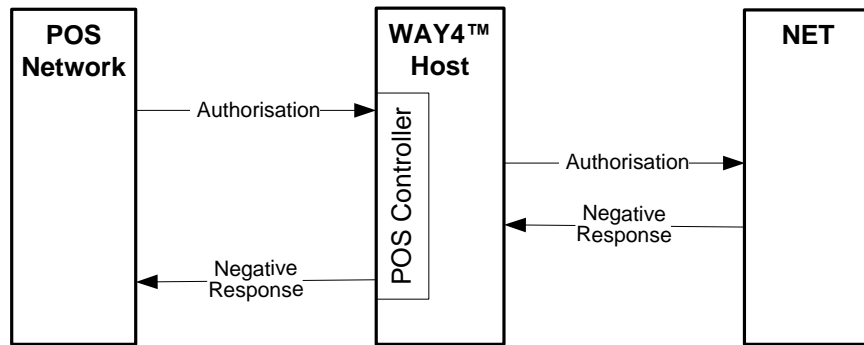 POS
Network
WAY4™
Host
NET
Authorisation
POS Controller
Authorisation
Negative
Response
Negative
Response